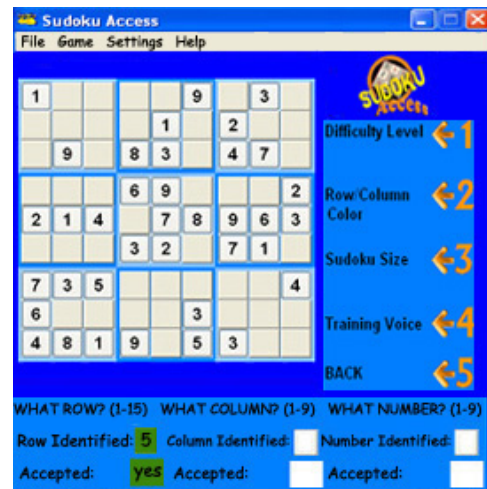 Sudoku Access
File Game Settings Help
SUDOKU
Access
1 9 3
1 2
9 8 3 4 7
6 9 2
2 1 4 7 8 9 6 3
3 2 7 1
7 3 5 4
6 3
4 8 1 9 5 3
Difficulty Level 1
Row/Column 2
Color
Sudoku Size 3
Training Voice 4
BACK 5
WHAT ROW? (1-15) WHAT COLUMN? (1-9) WHAT NUMBER? (1-9)
Row Identified: 5 Column Identified: Number Identified:
Accepted: yes Accepted: Accepted: